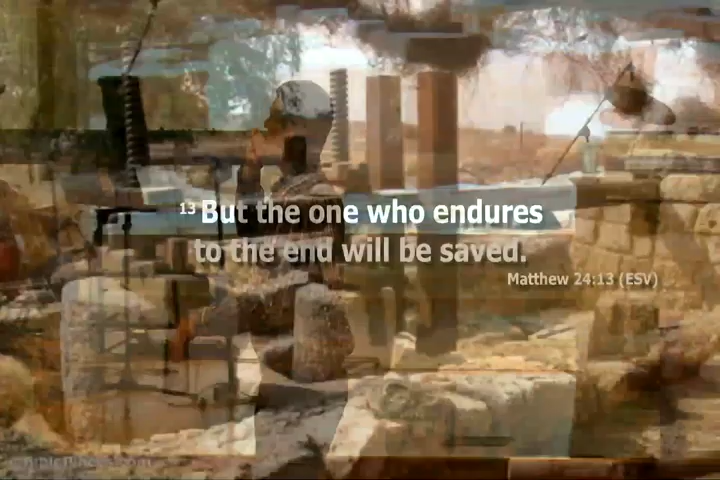 13 But the one who endures
to the end will be saved.
Matthew 24:13 (ESV)